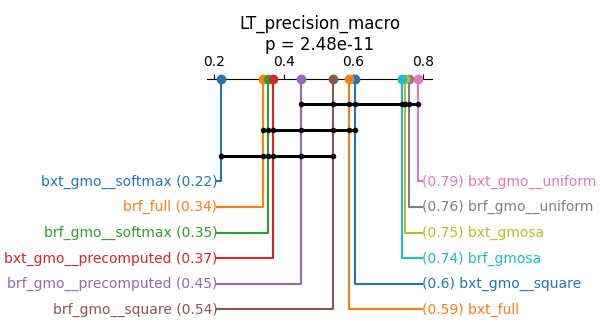 LT_precision_macro
p = 2.48e-11
0.2 0.4 0.6 0.8
bxt_gmo__softmax (0.22) (0.79) bxt_gmo__uniform
brf_full (0.34) (0.76) brf_gmo__uniform
brf_gmo__softmax (0.35) (0.75) bxt_gmosa
bxt_gmo__precomputed (0.37) (0.74) brf_gmosa
brf_gmo__precomputed (0.45) (0.6) bxt_gmo__square
brf_gmo__square (0.54) (0.59) bxt_full